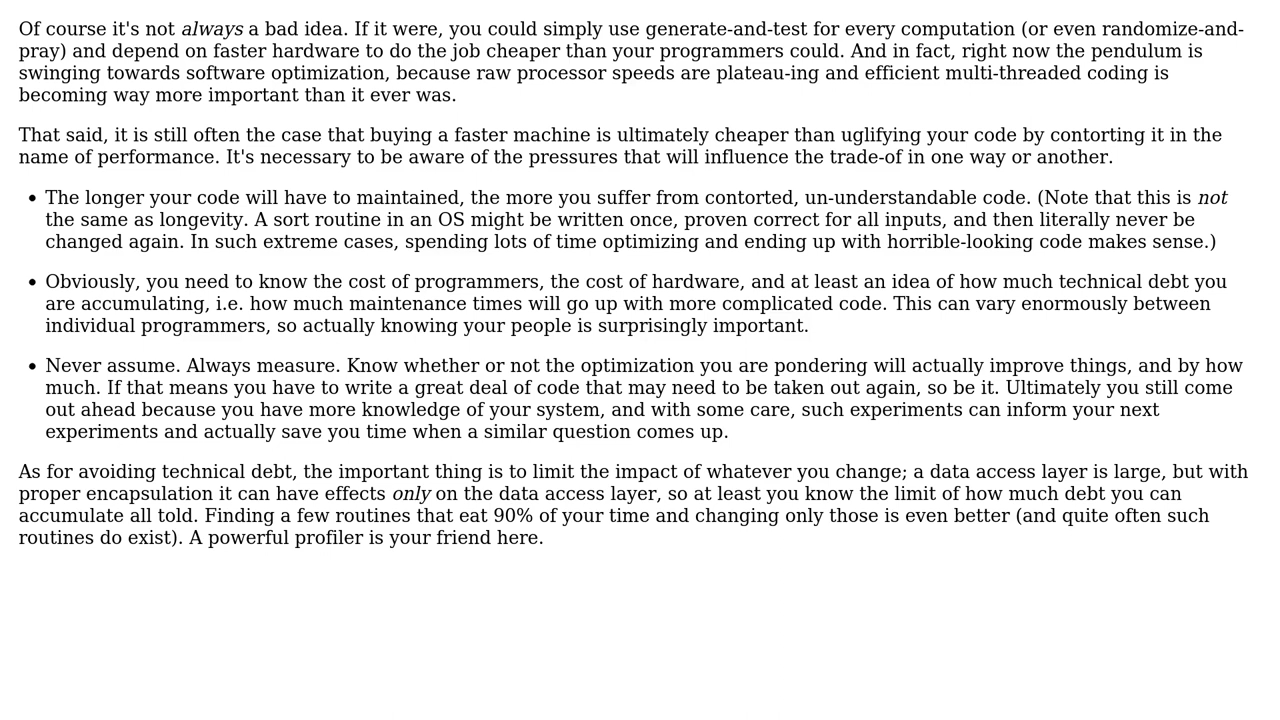 Of course it's not always a bad idea. If it were, you could simply use generate-and-test for every computation (or even randomize-and-
pray) and depend on faster hardware to do the job cheaper than your programmers could. And in fact, right now the pendulum is
swinging towards software optimization, because raw processor speeds are plateau-ing and efficient multi-threaded coding is
becoming way more important than it ever was.
That said, it is still often the case that buying a faster machine is ultimately cheaper than uglifying your code by contorting it in the
name of performance. It's necessary to be aware of the pressures that will influence the trade-of in one way or another.
• The longer your code will have to maintained, the more you suffer from contorted, un-understandable code. (Note that this is not
the same as longevity. A sort routine in an OS might be written once, proven correct for all inputs, and then literally never be
changed again. In such extreme cases, spending lots of time optimizing and ending up with horrible-looking code makes sense.)
• Obviously, you need to know the cost of programmers, the cost of hardware, and at least an idea of how much technical debt you
are accumulating, i.e. how much maintenance times will go up with more complicated code. This can vary enormously between
individual programmers, so actually knowing your people is surprisingly important.
• Never assume. Always measure. Know whether or not the optimization you are pondering will actually improve things, and by how
much. If that means you have to write a great deal of code that may need to be taken out again, so be it. Ultimately you still come
out ahead because you have more knowledge of your system, and with some care, such experiments can inform your next
experiments and actually save you time when a similar question comes up.
As for avoiding technical debt, the important thing is to limit the impact of whatever you change; a data access layer is large, but with
proper encapsulation it can have effects only on the data access layer, so at least you know the limit of how much debt you can
accumulate all told. Finding a few routines that eat 90% of your time and changing only those is even better (and quite often such
routines do exist). A powerful profiler is your friend here.